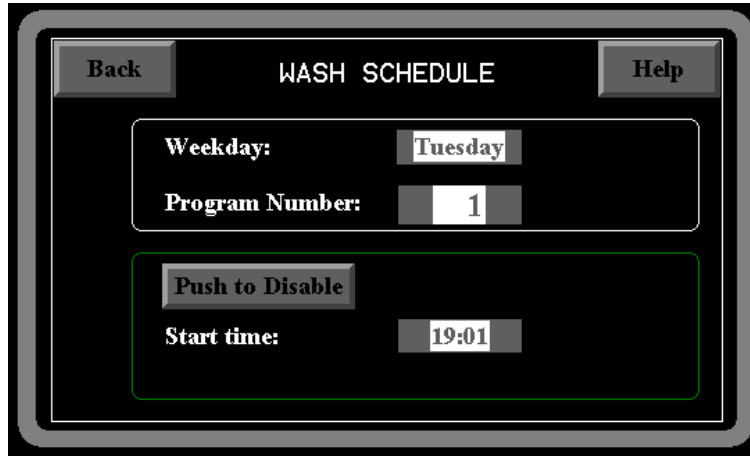 Back WASH SCHEDULE Help
Weekday: Tuesday
Program Number: 1
Push to Disable
Start time: 19:01